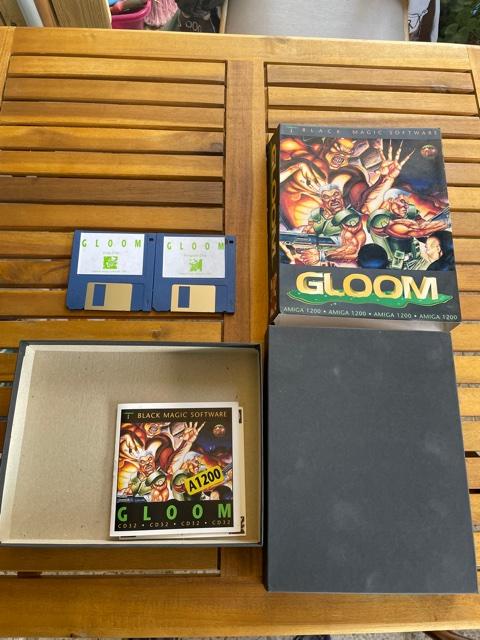 BLACK MAGIC SOFTWARE
GLOOM
GLOOM
AMIGA 1200 • AMIGA 1200 • AMIGA 1200 • AMIGA 1200
GLOOM
GLOOM
BLACK MAGIC SOFTWARE
A1200
GLOOM
CD32 • CD32 • CD32 • CD32